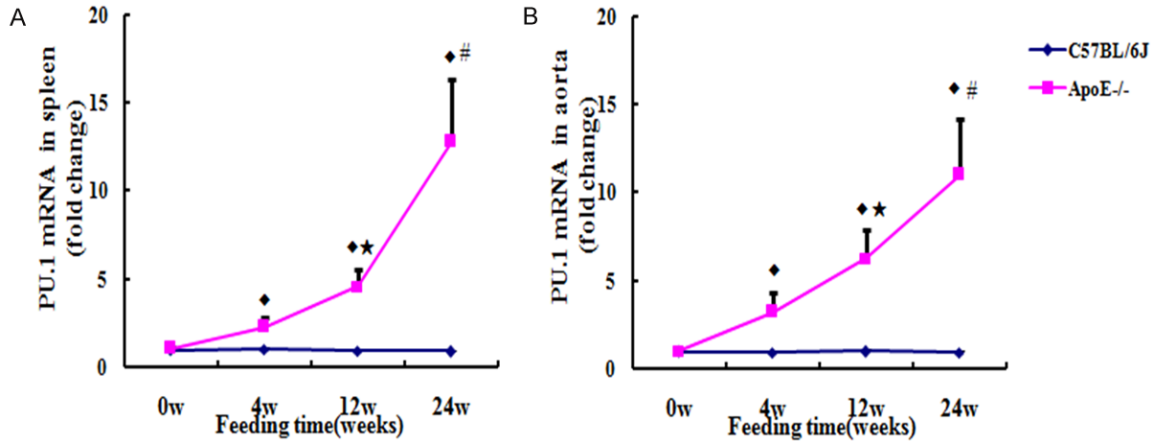 A
PU.1 mRNA in spleen
(fold change)
20
15
10
5
0
◆ #
◆★
◆
0w 4w 12w 24w
Feeding time(weeks)
B
PU.1 mRNA in aorta
(fold change)
20
15
10
5
0
◆ #
◆★
◆
0w 4w 12w 24w
Feeding time(weeks)
C57BL/6J
ApoE-/-